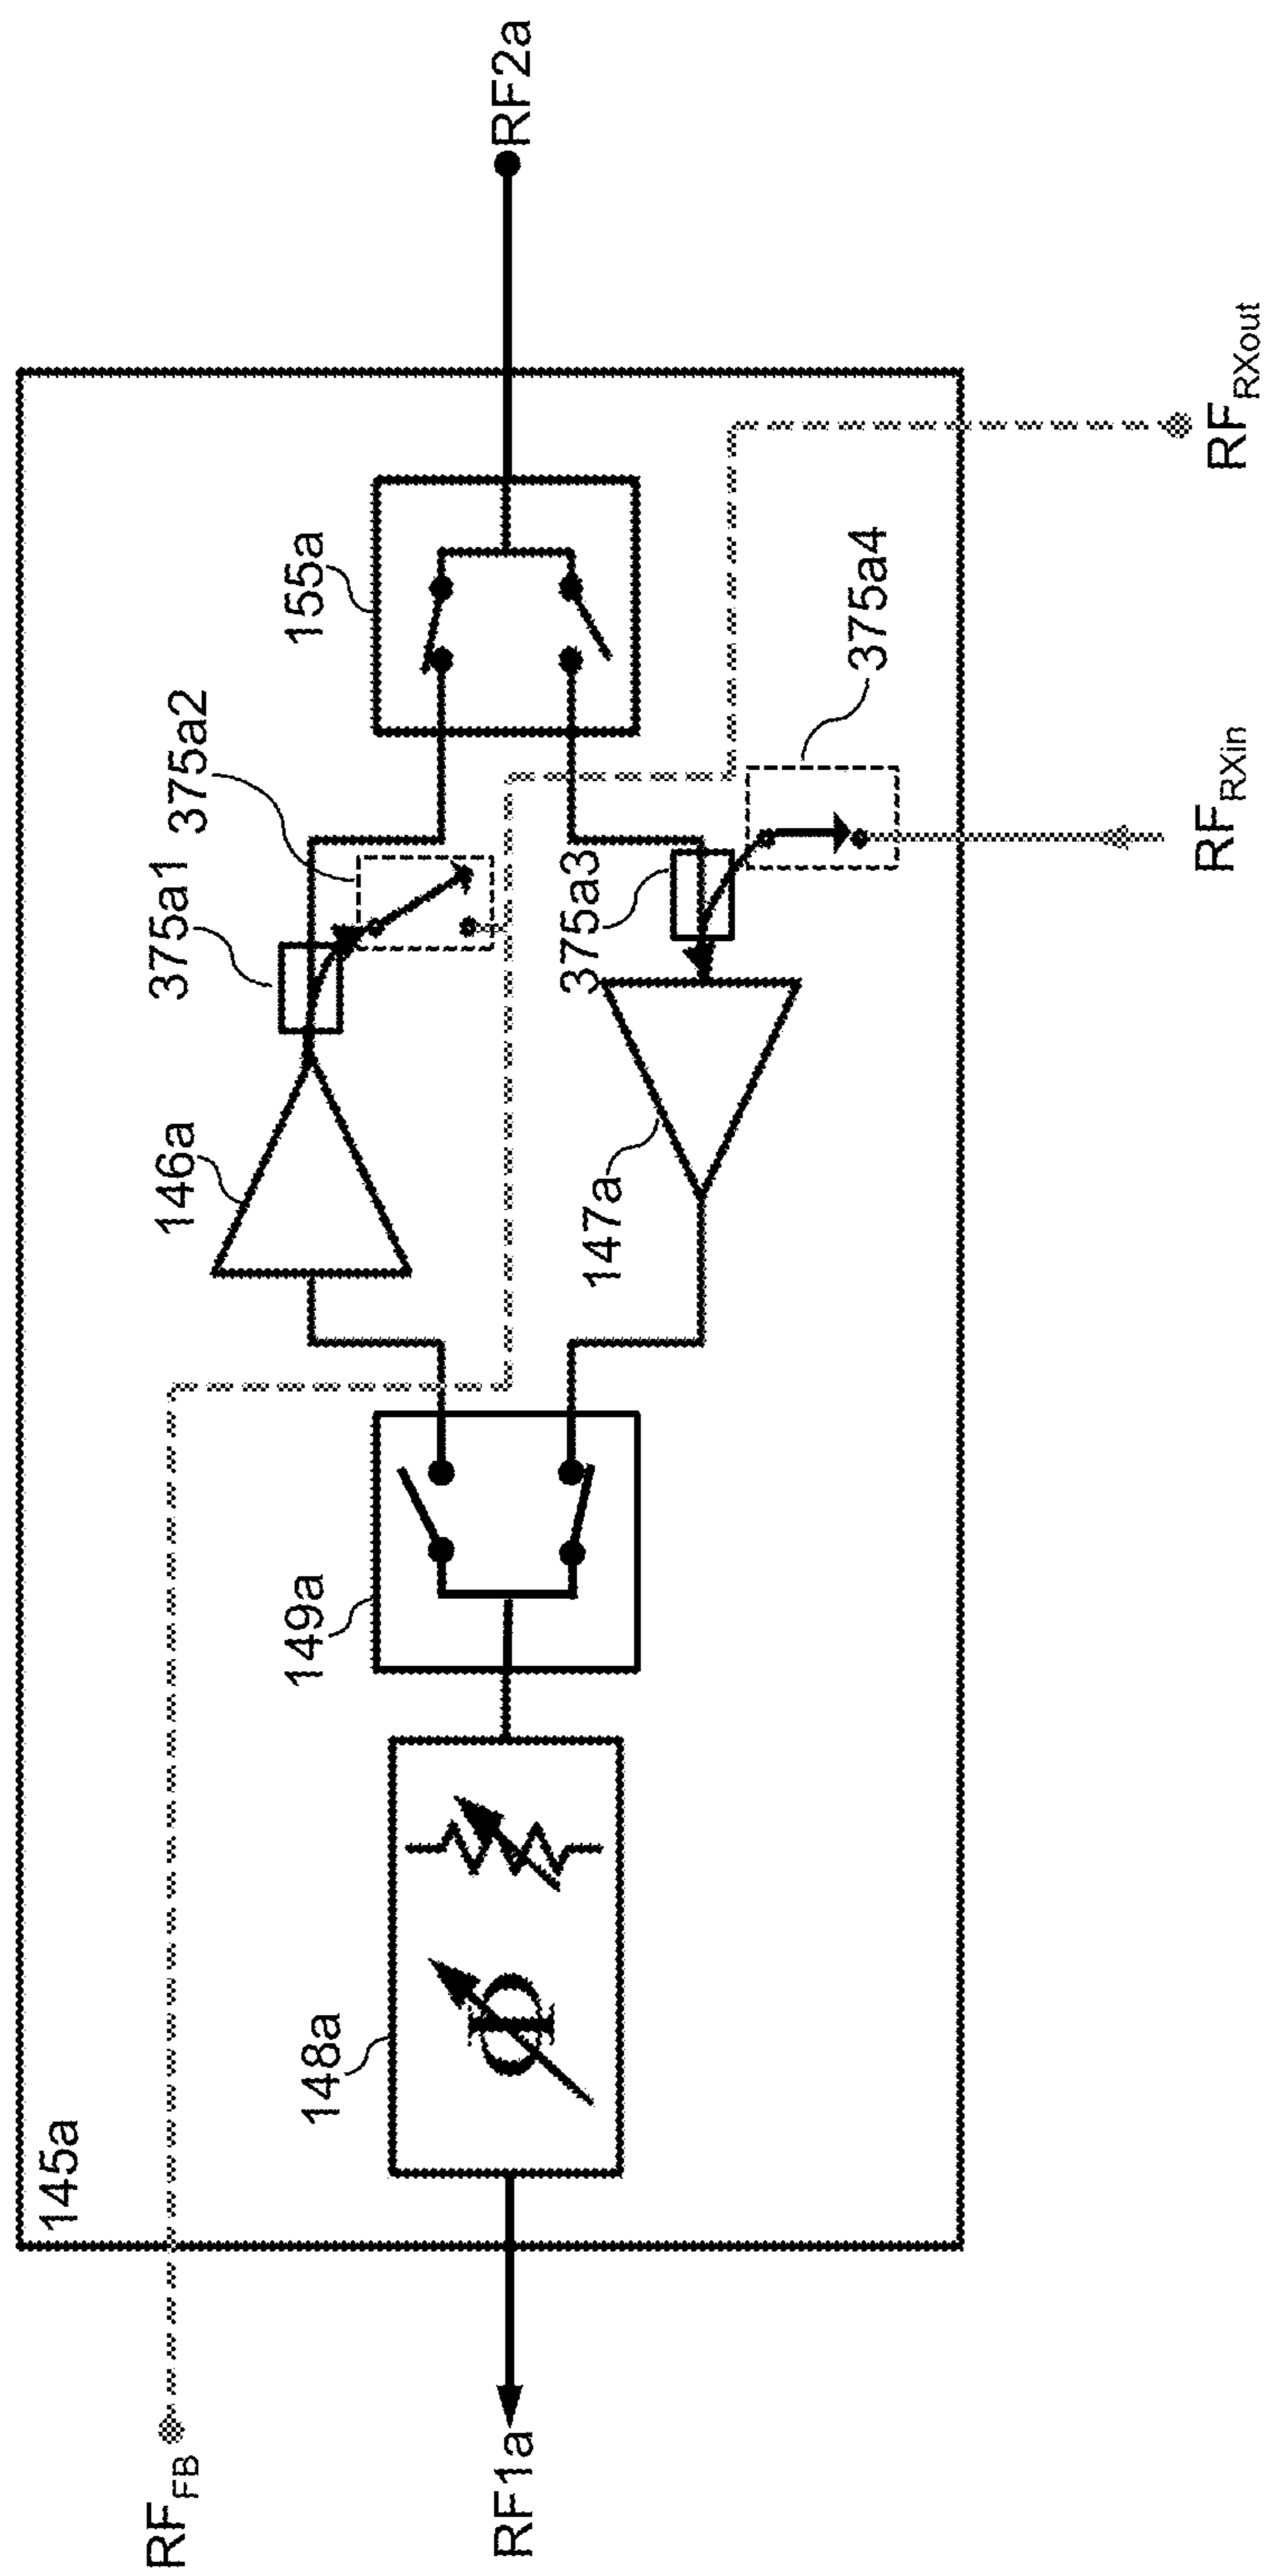 RF2a
155a
375a2
375a1
146a
149a
148a
145a
RF1a
RF_FB
147a
375a3
375a4
RF_RXin
RF_RXout
Φ